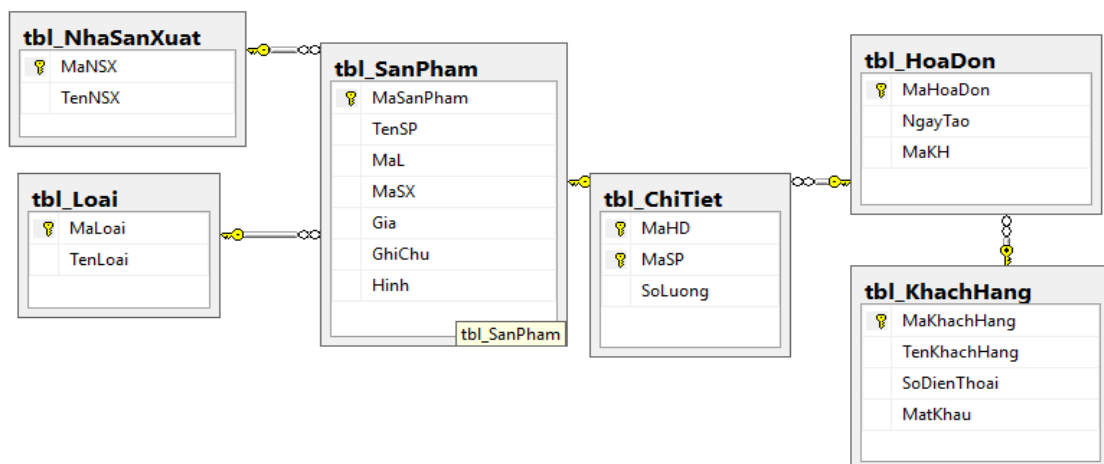 tbl_NhaSanXuat
MaNSX
TenNSX
tbl_Loai
MaLoai
TenLoai
tbl_SanPham
MaSanPham
TenSP
MaL
MaSX
Gia
GhiChu
Hinh
tbl_SanPham
tbl_ChiTiet
MaHD
MaSP
SoLuong
tbl_HoaDon
MaHoaDon
NgayTao
MaKH
tbl_KhachHang
MaKhachHang
TenKhachHang
SoDienThoai
MatKhau